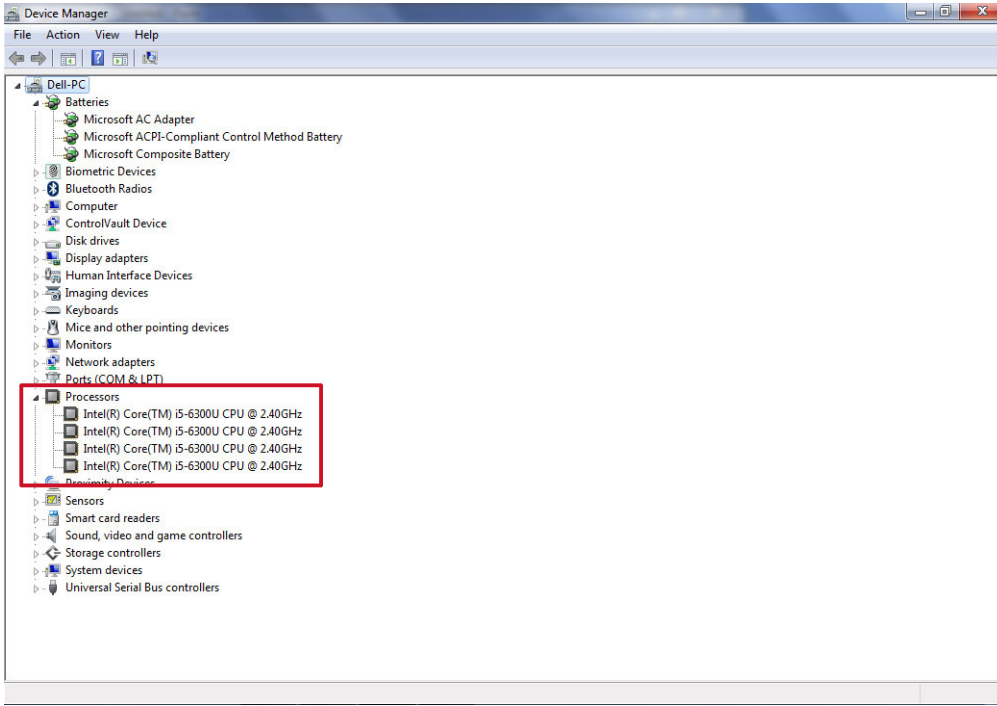 Device Manager
File Action View Help
Dell-PC
Batteries
Microsoft AC Adapter
Microsoft ACPI-Compliant Control Method Battery
Microsoft Composite Battery
Biometric Devices
Bluetooth Radios
Computer
ControlVault Device
Disk drives
Display adapters
Human Interface Devices
Imaging devices
Keyboards
Mice and other pointing devices
Monitors
Network adapters
Ports (COM & LPT)
Processors
Intel(R) Core(TM) i5-6300U CPU @ 2.40GHz
Intel(R) Core(TM) i5-6300U CPU @ 2.40GHz
Intel(R) Core(TM) i5-6300U CPU @ 2.40GHz
Intel(R) Core(TM) i5-6300U CPU @ 2.40GHz
Proximity Devices
Sensors
Smart card readers
Sound, video and game controllers
Storage controllers
System devices
Universal Serial Bus controllers